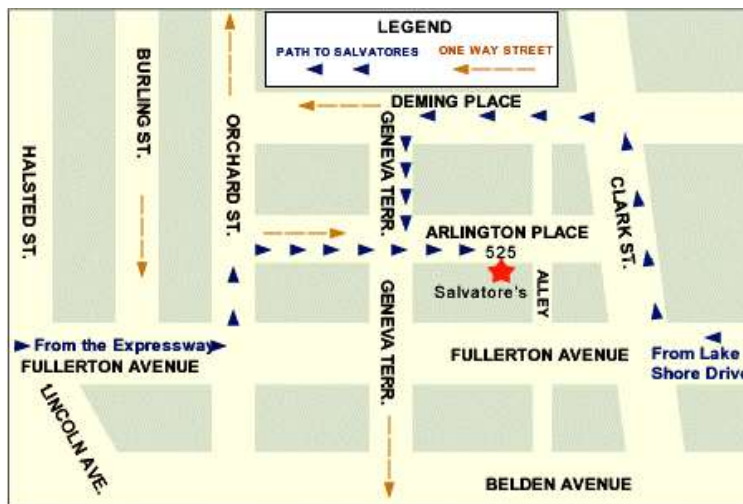 LEGEND
PATH TO SALVATORES
ONE WAY STREET
BURLING ST.
DEMING PLACE
HALSTED ST.
ORCHARD ST.
GENEVA TERR.
CLARK ST.
ARLINGTON PLACE
525
Salvatore's
ALLEY
GENEVA TERR.
From the Expressway
FULLERTON AVENUE
FULLERTON AVENUE
From Lake
Shore Drive
LINCOLN AVE.
BELDEN AVENUE